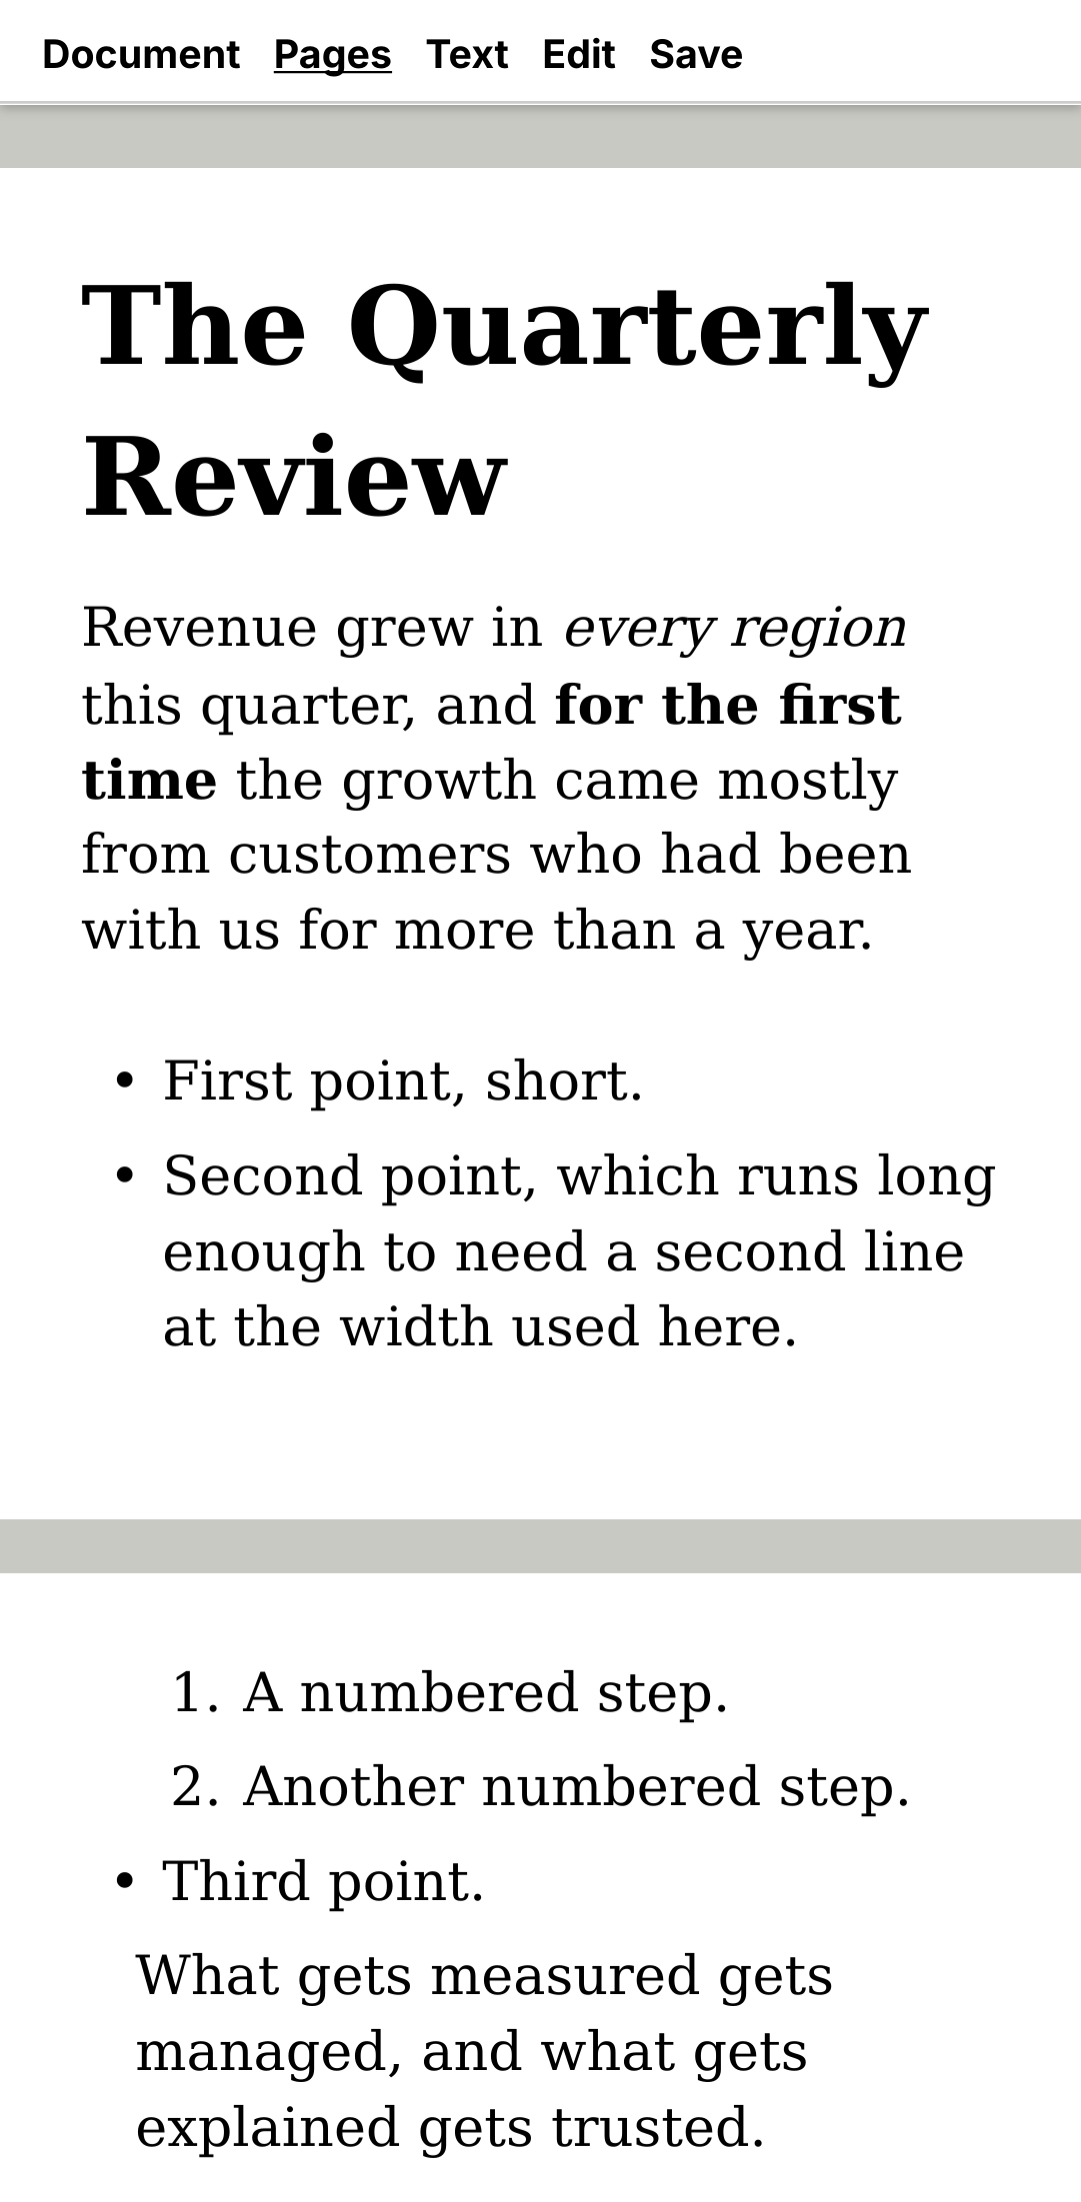 Document Pages Text Edit Save
The Quarterly
Review
Revenue grew in every region
this quarter, and for the first
time the growth came mostly
from customers who had been
with us for more than a year.
• First point, short.
• Second point, which runs long
enough to need a second line
at the width used here.
1. A numbered step.
2. Another numbered step.
• Third point.
What gets measured gets
managed, and what gets
explained gets trusted.